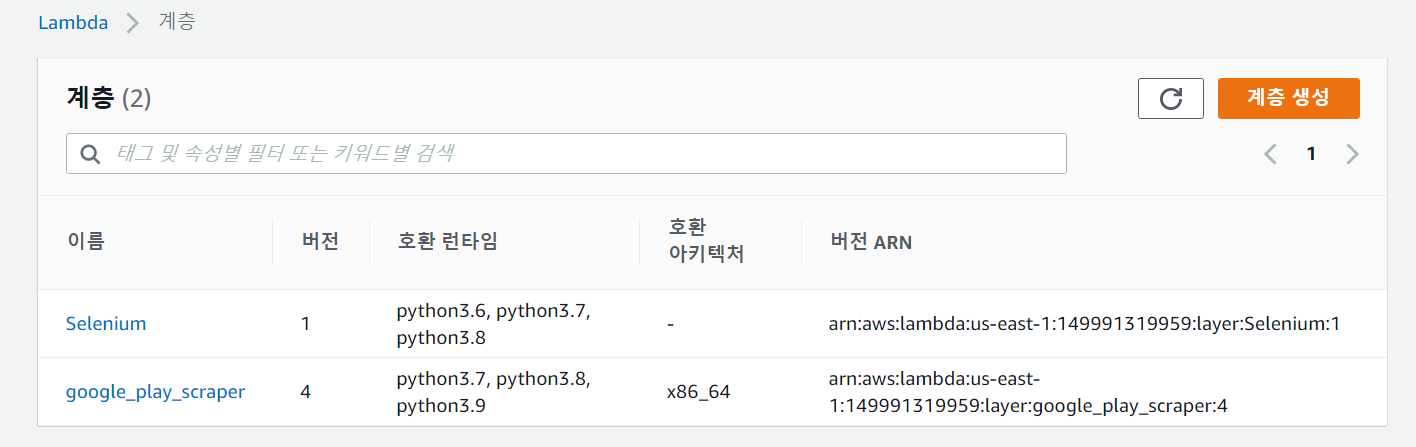 Lambda 계층
계층 (2)
계층 생성
태그 및 속성별 필터 또는 키워드별 검색
1
이름 버전 호환 런타임 호환 아키텍처 버전 ARN
Selenium 1 python3.6, python3.7, python3.8 - arn:aws:lambda:us-east-1:149991319959:layer:Selenium:1
google_play_scraper 4 python3.7, python3.8, python3.9 x86_64 arn:aws:lambda:us-east-1:149991319959:layer:google_play_scraper:4